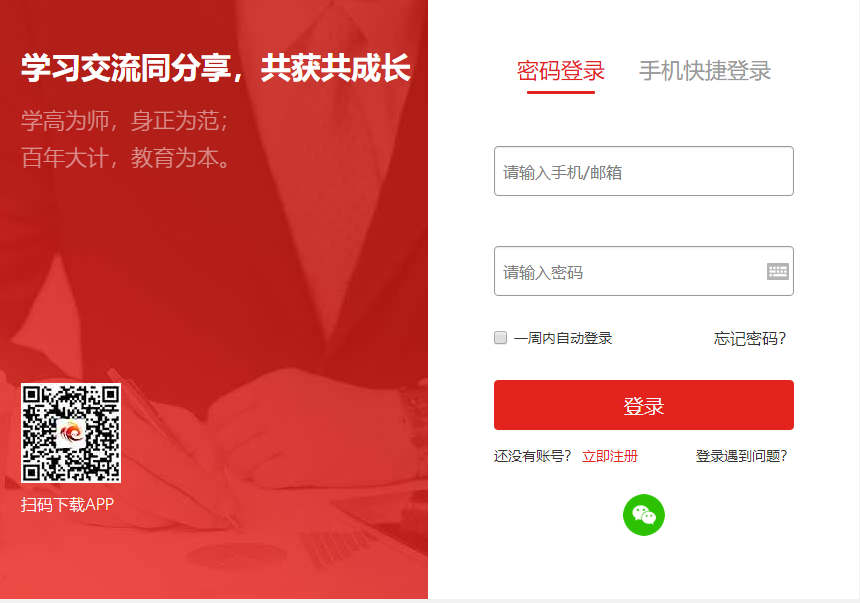 学习交流同分享，共获共成长
学高为师，身正为范；
百年大计，教育为本。
扫码下载APP
密码登录 手机快捷登录
请输入手机/邮箱
请输入密码
一周内自动登录 忘记密码？
登录
还没有账号？ 立即注册 登录遇到问题？